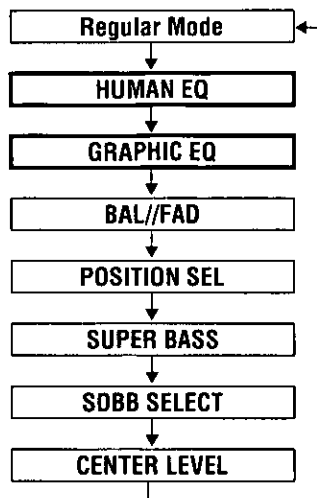 Regular Mode
HUMAN EQ
GRAPHIC EQ
BAL//FAD
POSITION SEL
SUPER BASS
SDBB SELECT
CENTER LEVEL